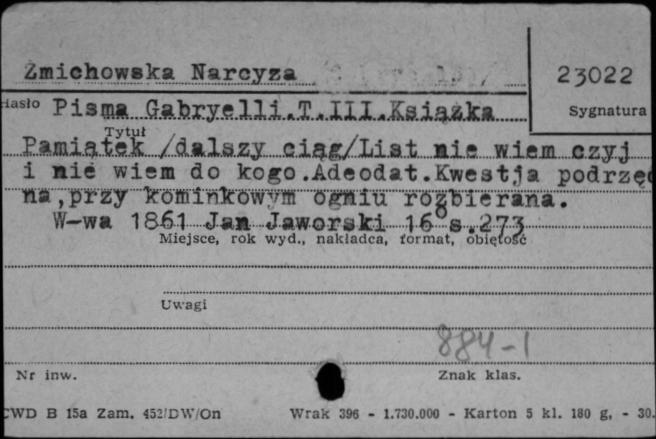 Żmichowska Narcyza
23022
Hasło Pisma Gabryelli.T.III.Książka
Sygnatura
Tytuł
Pamiątek /dalszy ciąg/List nie wiem czyj
i nie wiem do kogo.Adeodat.Kwestja podrzęd
na,przy kominkowym ogniu rozbierana.
W-wa 1861 Jan Jaworski 16° s.273
Miejsce, rok wyd., nakładca, format, obiętość
Uwagi
884-1
Nr inw.
Znak klas.
CWD B 15a Zam. 452/DW/On Wrak 396 - 1.730.000 - Karton 5 kl. 180 g. - 30.